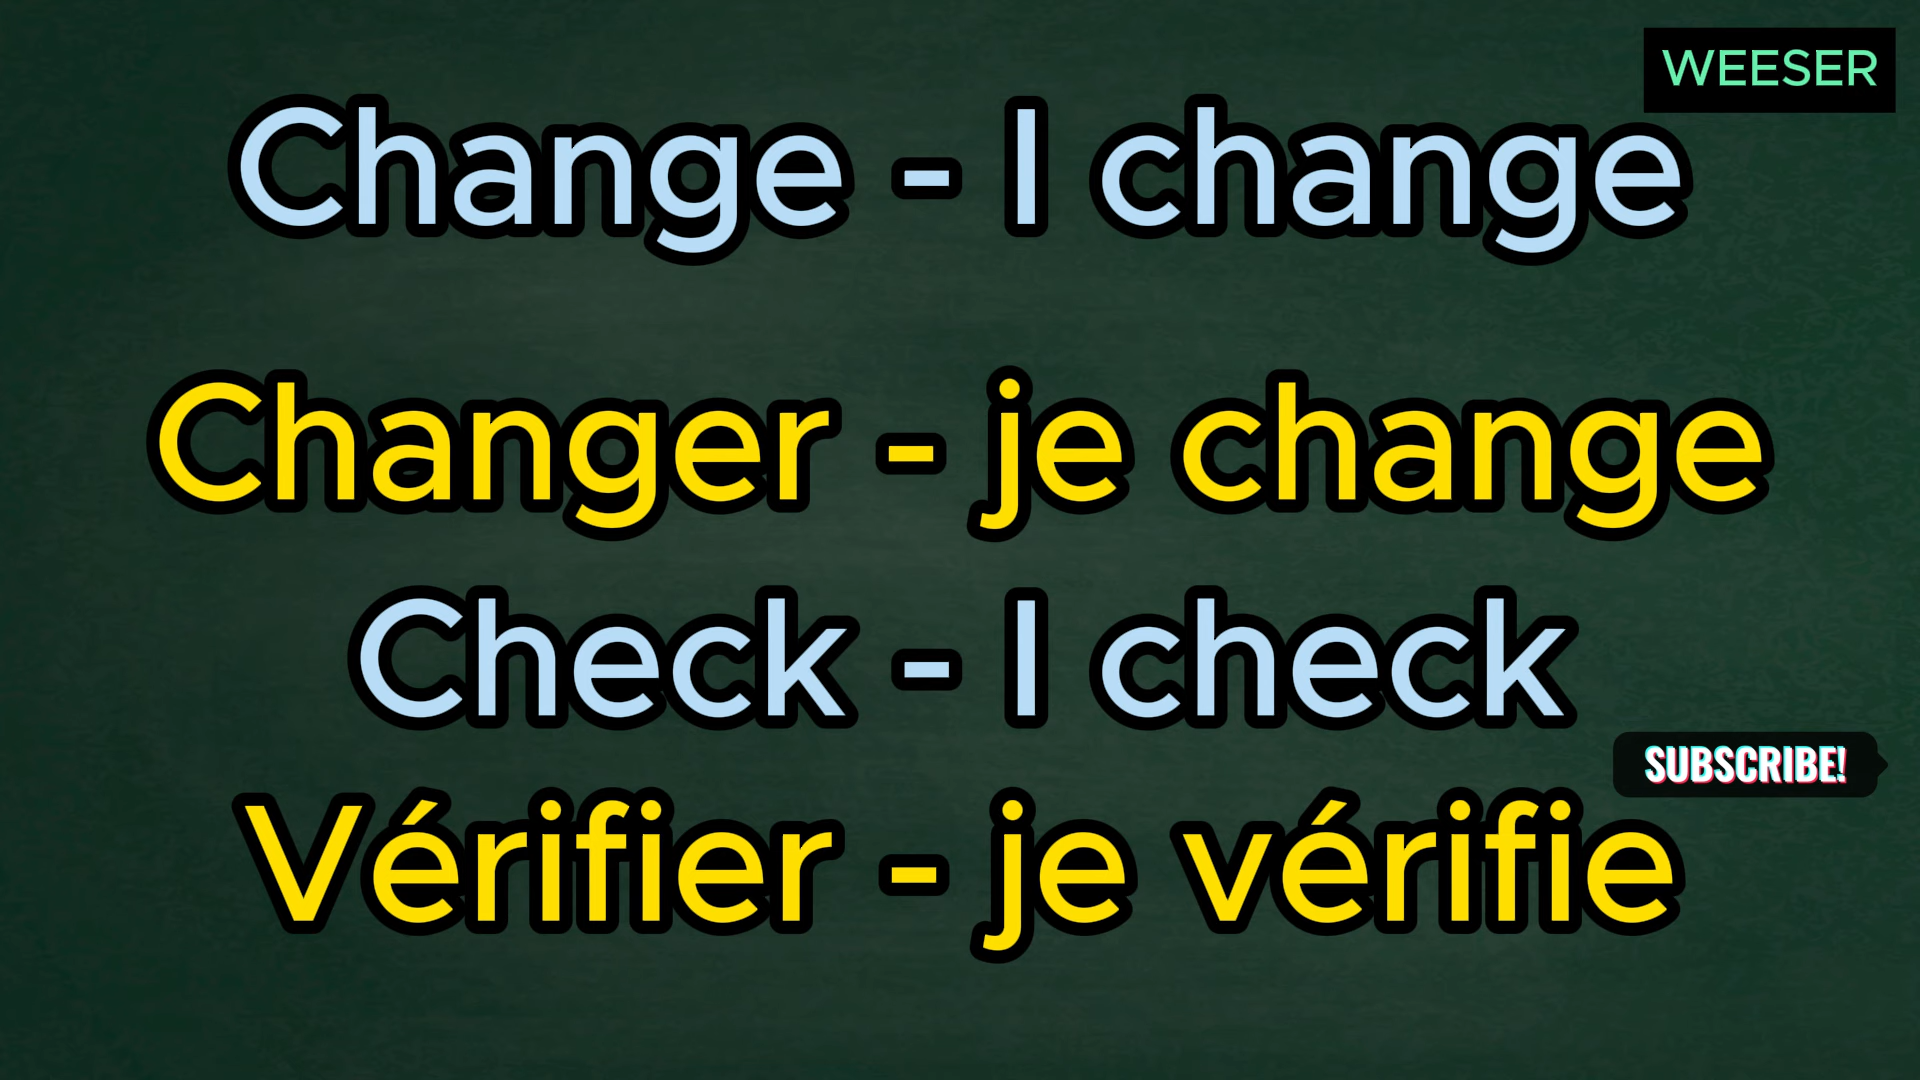 WEESER
Change - I change
Changer - je change
Check - I check
SUBSCRIBE!
Vérifier - je vérifie